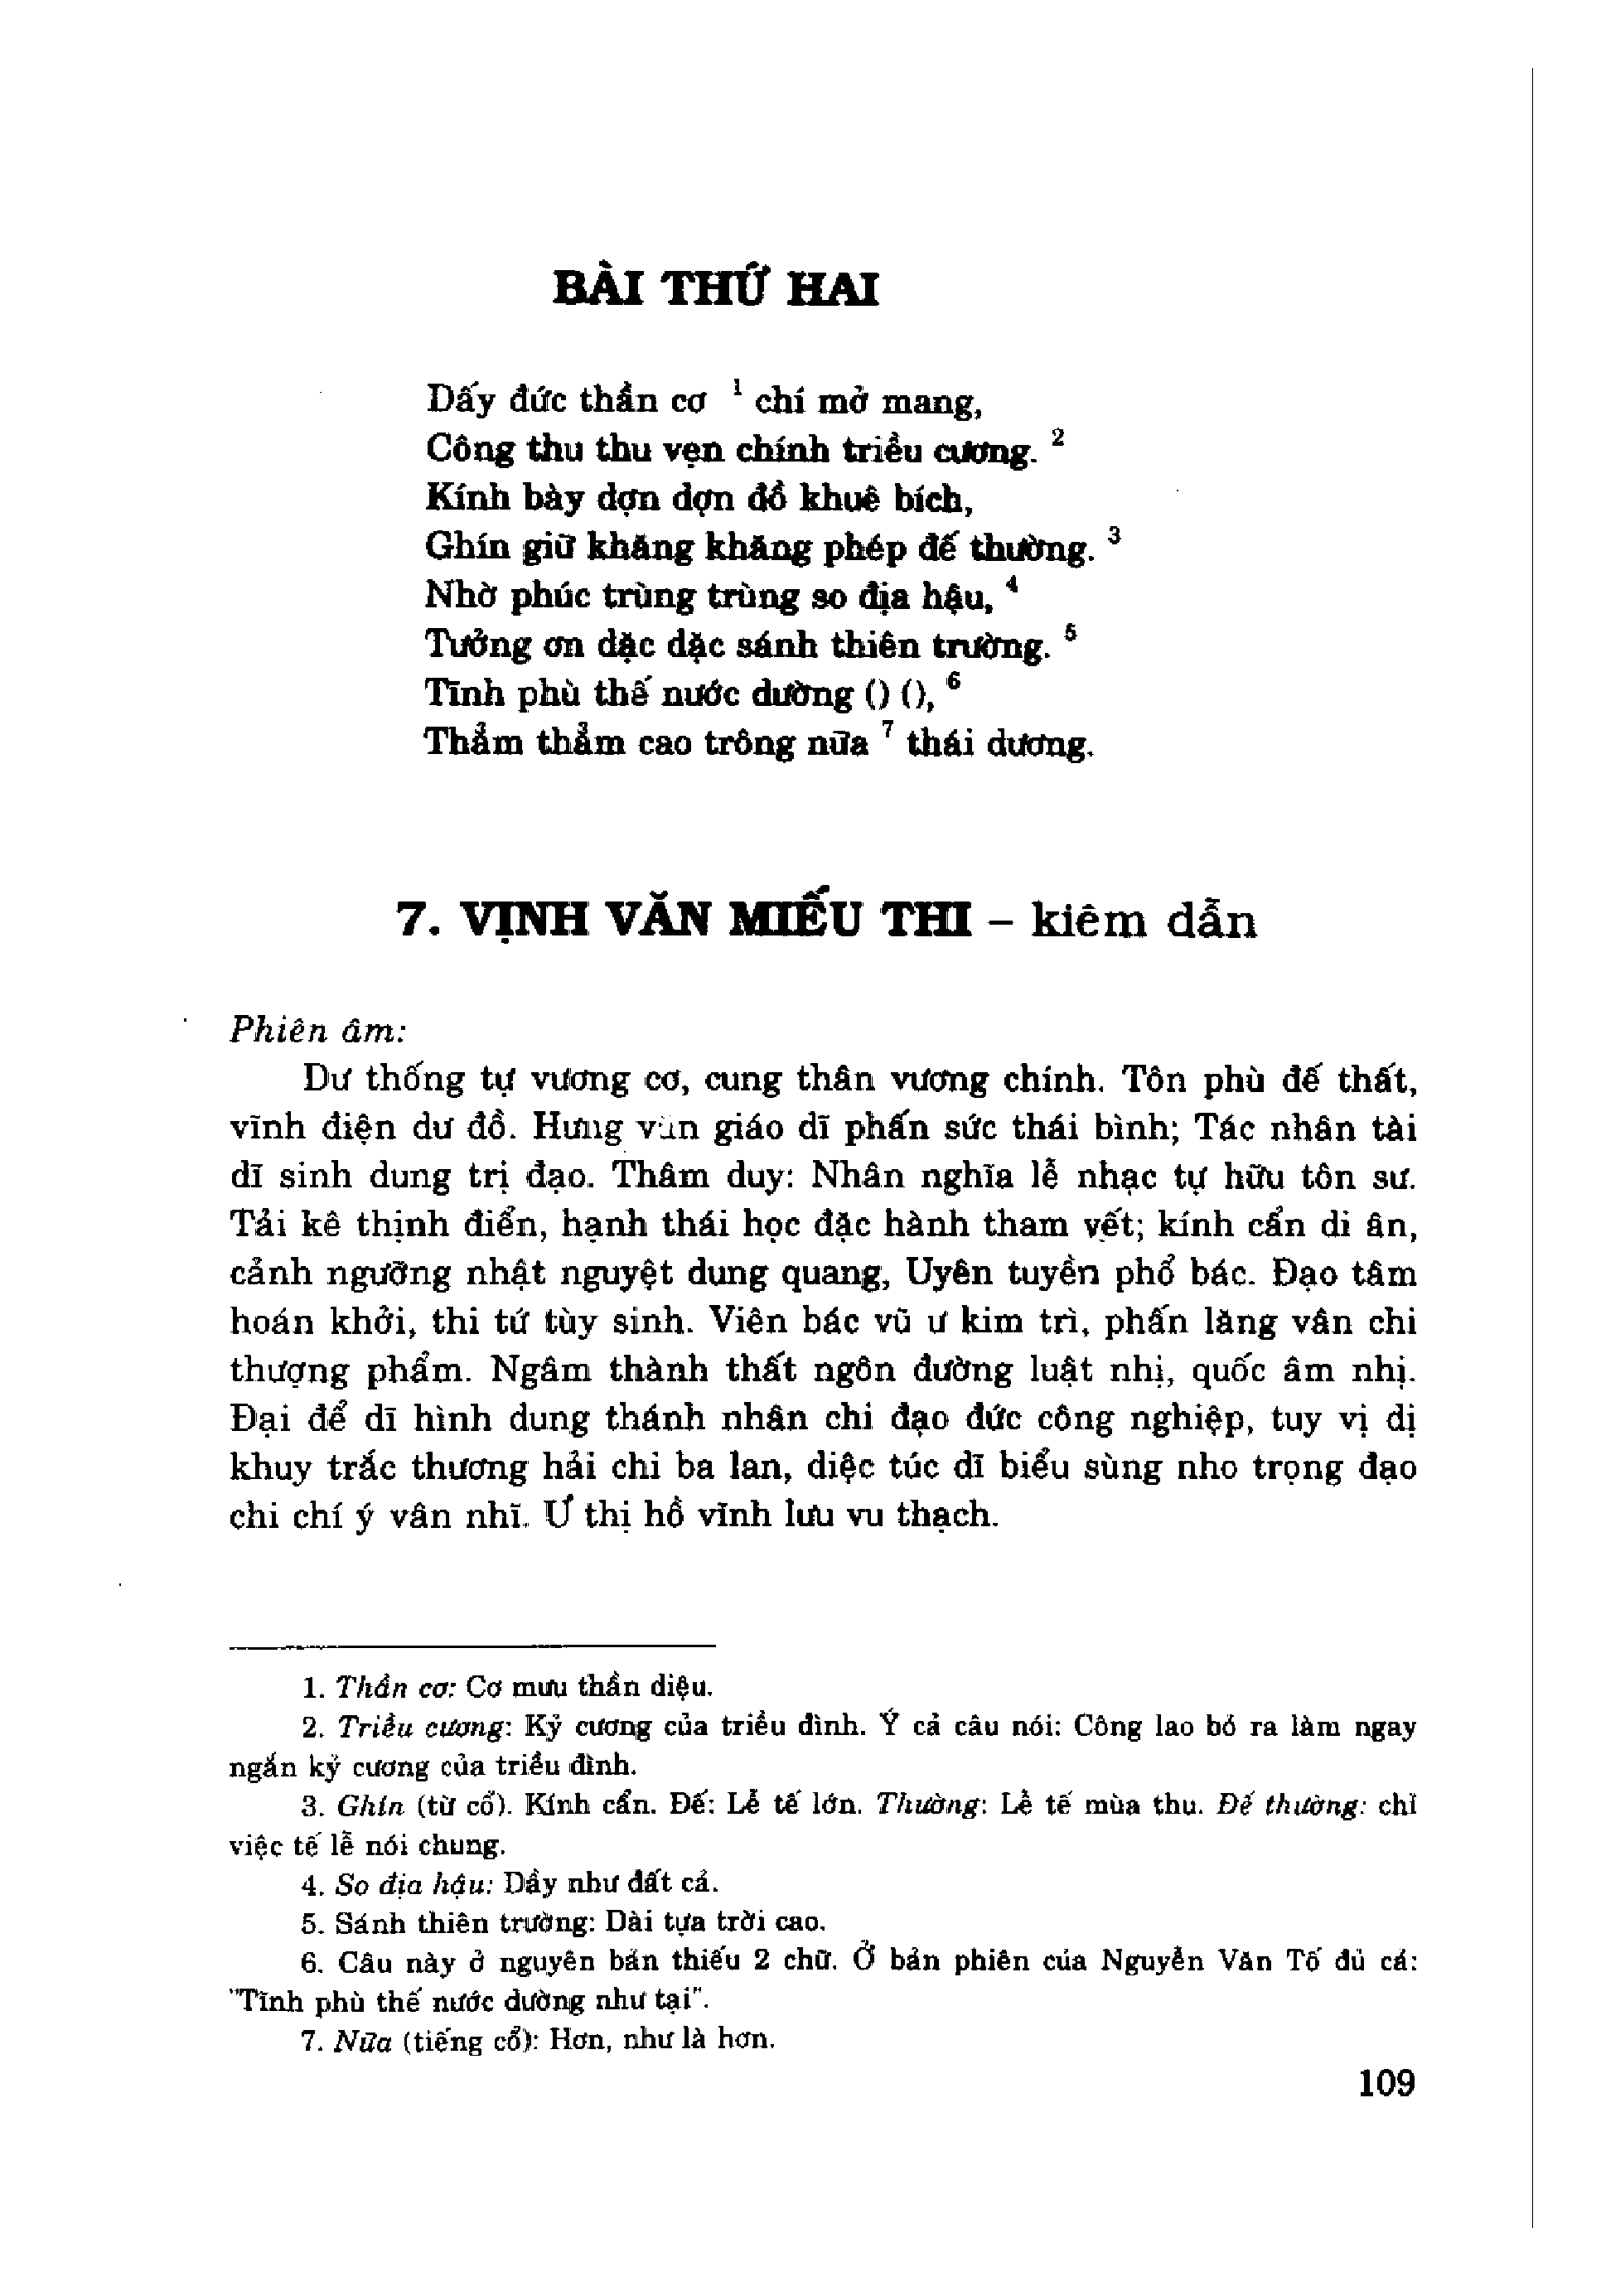 BÀI THỨ HAI
Dấy đức thần cơ 1 chí mở mang,
Công thu thu vẹn chính triều cương. 2
Kính bày dợn dợn đồ khuê bích,
Ghín giữ khăng khăng phép đế thường. 3
Nhờ phúc trùng trùng so địa hậu, 4
Tưởng ơn dặc dặc sánh thiên trường. 5
Tĩnh phù thế nước dường () (), 6
Thẳm thẳm cao trông nữa 7 thái dương.
7. VỊNH VĂN MIẾU THI – kiêm dẫn
Phiên âm:
Dư thống tự vương cơ, cung thân vương chính. Tôn phù đế thất,
vĩnh điện dư đồ. Hưng văn giáo dĩ phấn sức thái bình; Tác nhân tài
dĩ sinh dung trị đạo. Thâm duy: Nhân nghĩa lễ nhạc tự hữu tôn sư.
Tải kê thịnh điển, hạnh thái học đặc hành tham yết; kính cẩn di ân,
cảnh ngưỡng nhật nguyệt dung quang, Uyên tuyền phổ bác. Đạo tâm
hoán khởi, thi tứ tùy sinh. Viên bác vũ ư kim trì, phấn lăng vân chi
thượng phẩm. Ngâm thành thất ngôn đường luật nhị, quốc âm nhị.
Đại để dĩ hình dung thánh nhân chi đạo đức công nghiệp, tuy vị dị
khuy trắc thương hải chi ba lan, diệc túc dĩ biểu sùng nho trọng đạo
chi chí ý vân nhĩ. Ư thị hồ vĩnh lưu vu thạch.
1. Thần cơ: Cơ mưu thần diệu.
2. Triều cương: Kỷ cương của triều đình. Ý cả câu nói: Công lao bỏ ra làm ngay
ngắn kỷ cương của triều đình.
3. Ghín (từ cổ). Kính cẩn. Đế: Lễ tế lớn. Thường: Lễ tế mùa thu. Đế thường: chỉ
việc tế lễ nói chung.
4. So địa hậu: Dầy như đất cả.
5. Sánh thiên trường: Dài tựa trời cao.
6. Câu này ở nguyên bản thiếu 2 chữ. Ở bản phiên của Nguyễn Văn Tố đủ cả:
"Tĩnh phù thế nước dường như tại".
7. Nữa (tiếng cổ): Hơn, như là hơn.
109